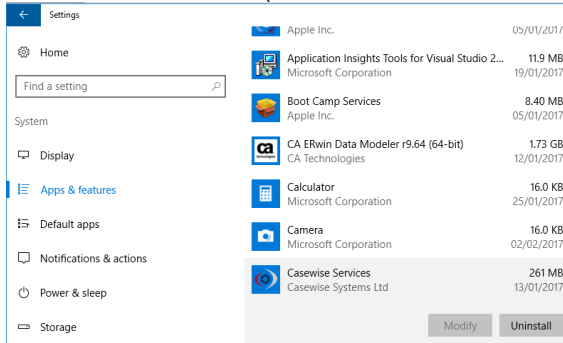 Settings
Home
Find a setting
System
Display
Apps & features
Default apps
Notifications & actions
Power & sleep
Storage
Apple Inc. 05/01/2017
Application Insights Tools for Visual Studio 2... 11.9 MB
Microsoft Corporation 19/01/2017
Boot Camp Services 8.40 MB
Apple Inc. 05/01/2017
ca
technologies
CA ERwin Data Modeler r9.64 (64-bit) 1.73 GB
CA Technologies 12/01/2017
Calculator 16.0 KB
Microsoft Corporation 25/01/2017
Camera 16.0 KB
Microsoft Corporation 02/02/2017
Casewise Services 261 MB
Casewise Systems Ltd 13/01/2017
Modify Uninstall